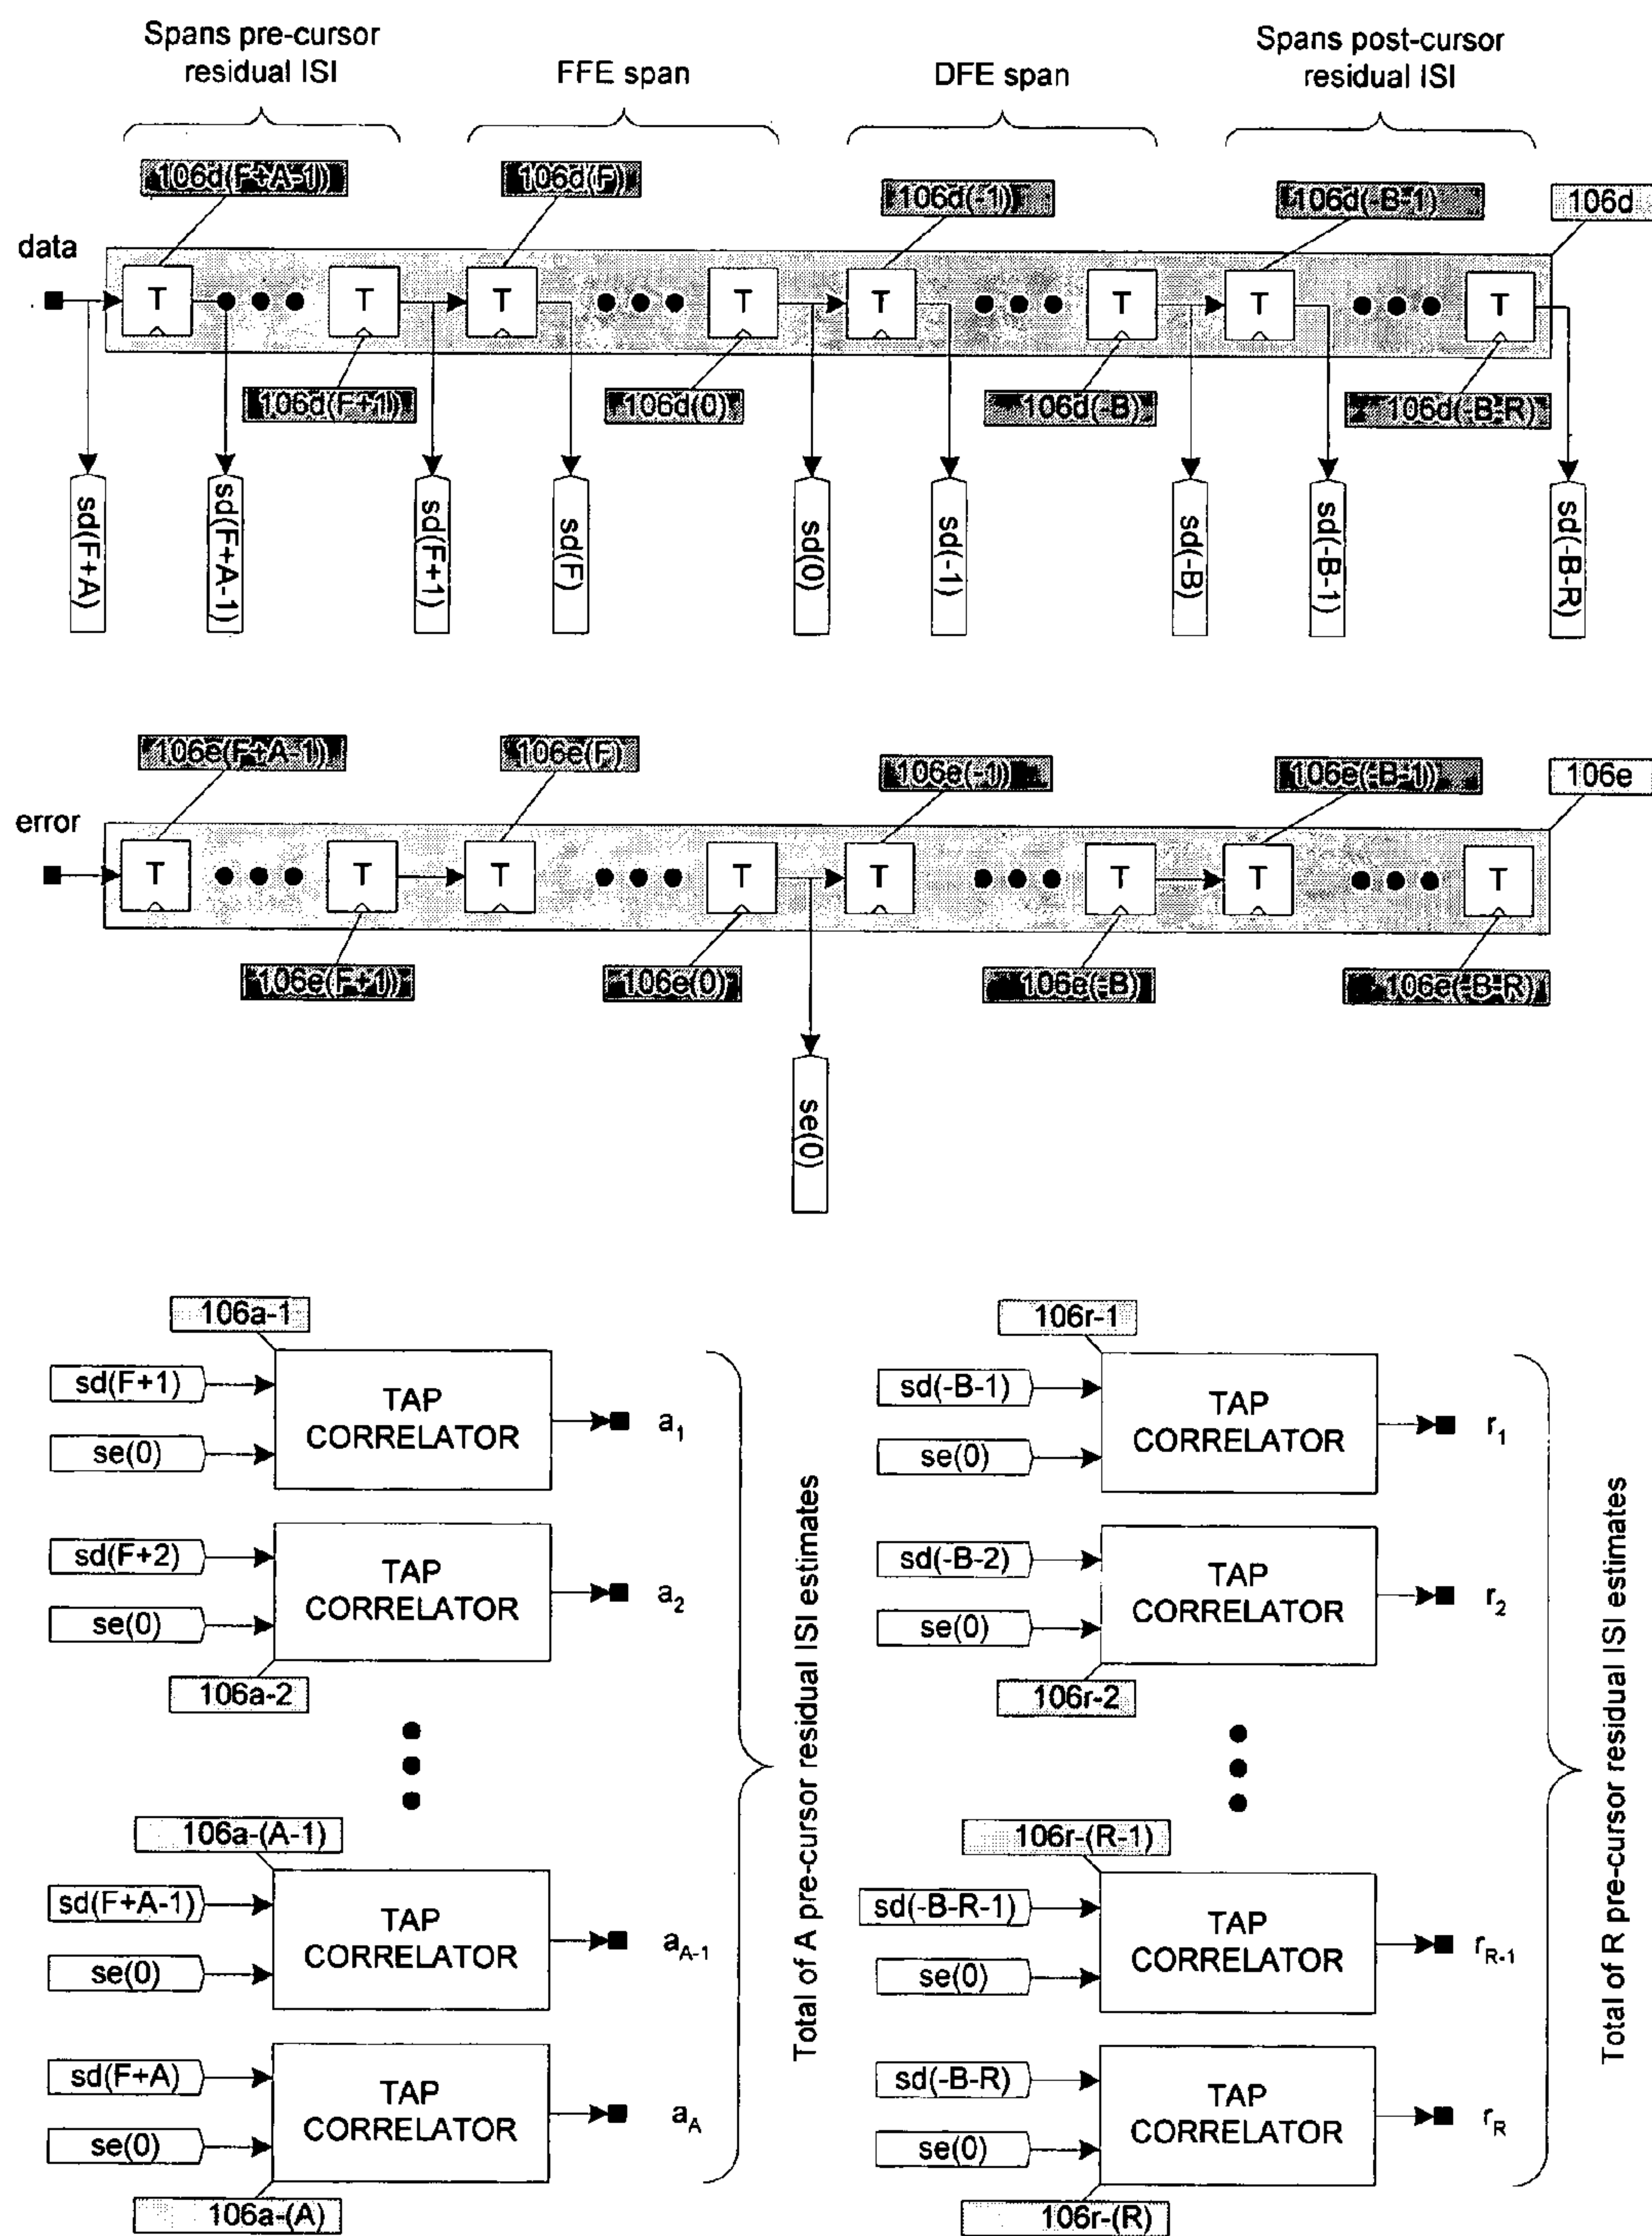 Spans pre-cursor
residual ISI
FFE span
DFE span
Spans post-cursor
residual ISI
106d(F+A-1)
106d(F)
106d(-1)
106d(-B-1)
106d
data
T
T
T
T
T
T
T
T
106d(F+1)
106d(0)
106d(-B)
106d(-B-R)
sd(F+A)
sd(F+A-1)
sd(F+1)
sd(F)
sd(0)
sd(-1)
sd(-B)
sd(-B-1)
sd(-B-R)
106e(F+A-1)
106e(F)
106e(-1)
106e(-B-1)
106e
error
T
T
T
T
T
T
T
T
106e(F+1)
106e(0)
106e(-B)
106e(-B-R)
se(0)
106a-1
sd(F+1)
se(0)
TAP
CORRELATOR
a1
sd(F+2)
se(0)
TAP
CORRELATOR
a2
106a-2
106a-(A-1)
sd(F+A-1)
se(0)
TAP
CORRELATOR
aA-1
sd(F+A)
se(0)
TAP
CORRELATOR
aA
106a-(A)
Total of A pre-cursor residual ISI estimates
106r-1
sd(-B-1)
se(0)
TAP
CORRELATOR
r1
sd(-B-2)
se(0)
TAP
CORRELATOR
r2
106r-2
106r-(R-1)
sd(-B-R-1)
se(0)
TAP
CORRELATOR
rR-1
sd(-B-R)
se(0)
TAP
CORRELATOR
rR
106r-(R)
Total of R pre-cursor residual ISI estimates